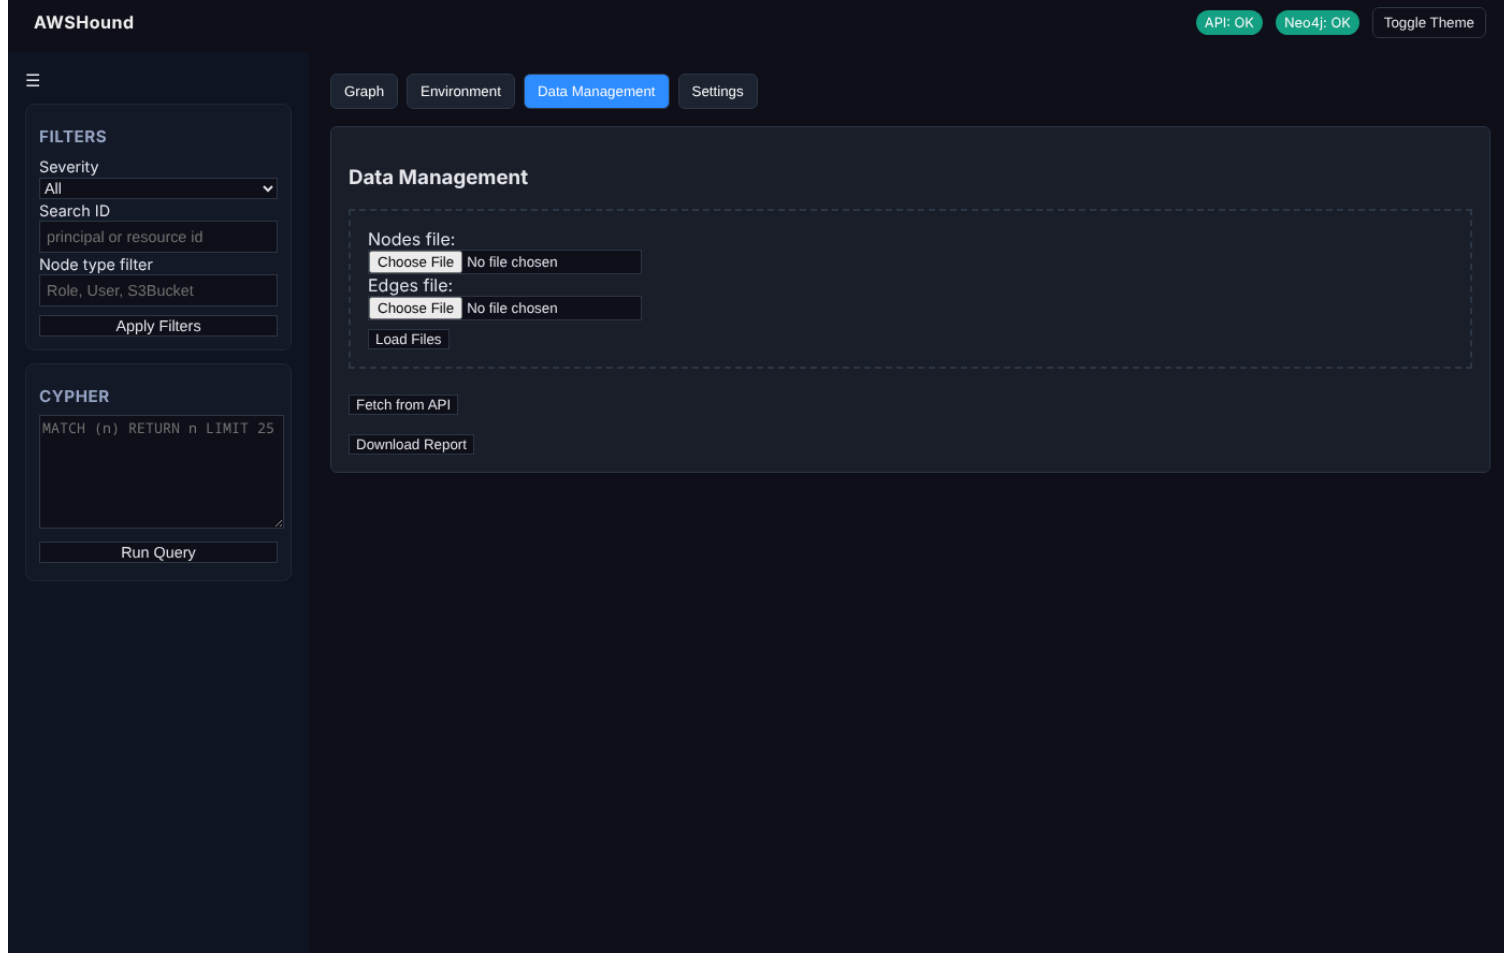 AWSHound
API: OK
Neo4j: OK
Toggle Theme
FILTERS
Severity
All
Search ID
principal or resource id
Node type filter
Role, User, S3Bucket
Apply Filters
CYPHER
MATCH (n) RETURN n LIMIT 25
Run Query
Graph
Environment
Data Management
Settings
Data Management
Nodes file:
Choose File No file chosen
Edges file:
Choose File No file chosen
Load Files
Fetch from API
Download Report